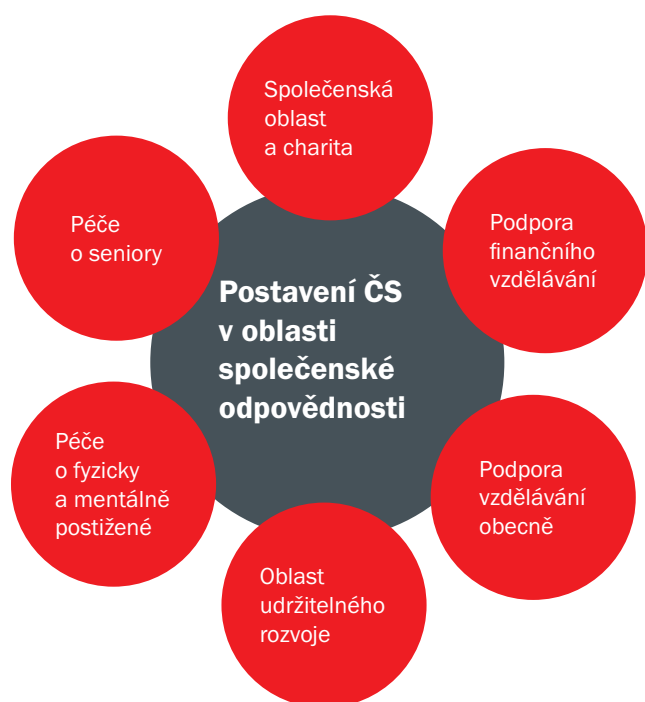 Společenská
oblast
a charita
Podpora
finančního
vzdělávání
Podpora
vzdělávání
obecně
Oblast
udržitelného
rozvoje
Péče
o fyzicky
a mentálně
postižené
Péče
o seniory
Postavení ČS
v oblasti
společenské
odpovědnosti